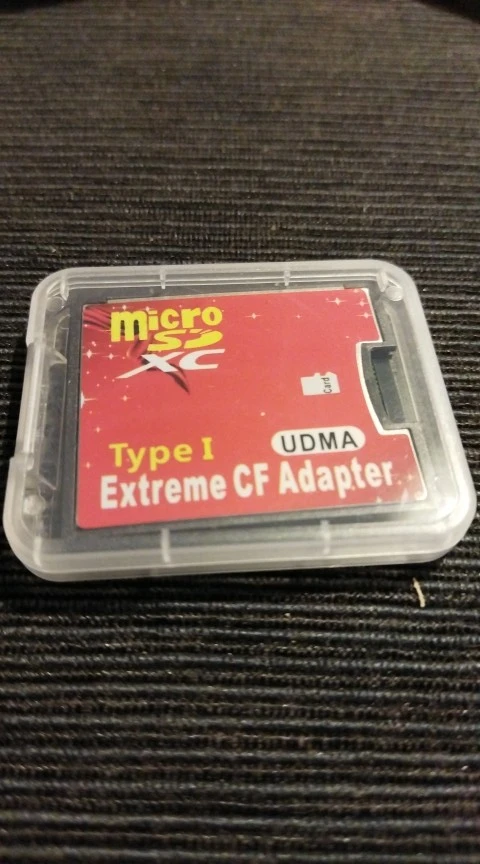 micro
SD
XC
Card
UDMA
Type I
Extreme CF Adapter